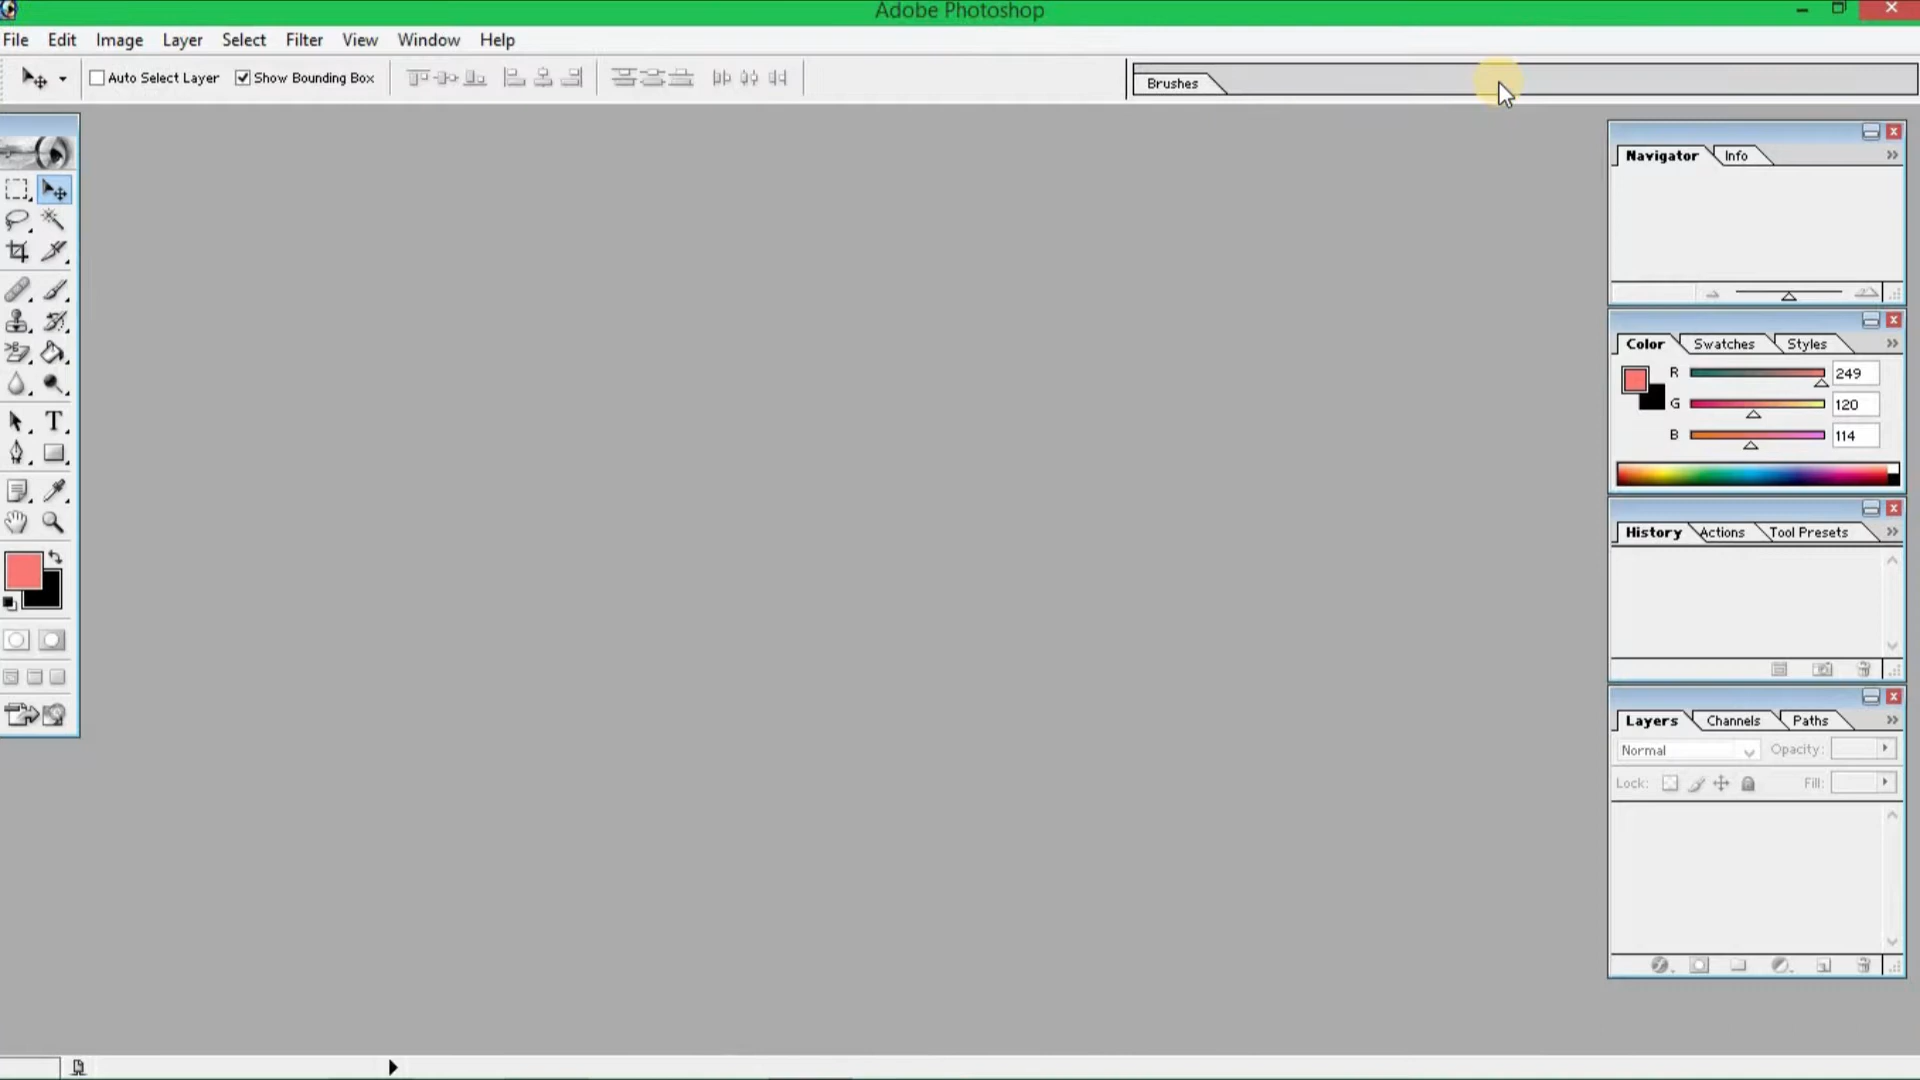 Adobe Photoshop
File Edit Image Layer Select Filter View Window Help
Auto Select Layer Show Bounding Box
Brushes
Navigator Info
Color Swatches Styles
R 249
G 120
B 114
History Actions Tool Presets
T
Layers Channels Paths
Normal Opacity:
Lock: Fill: